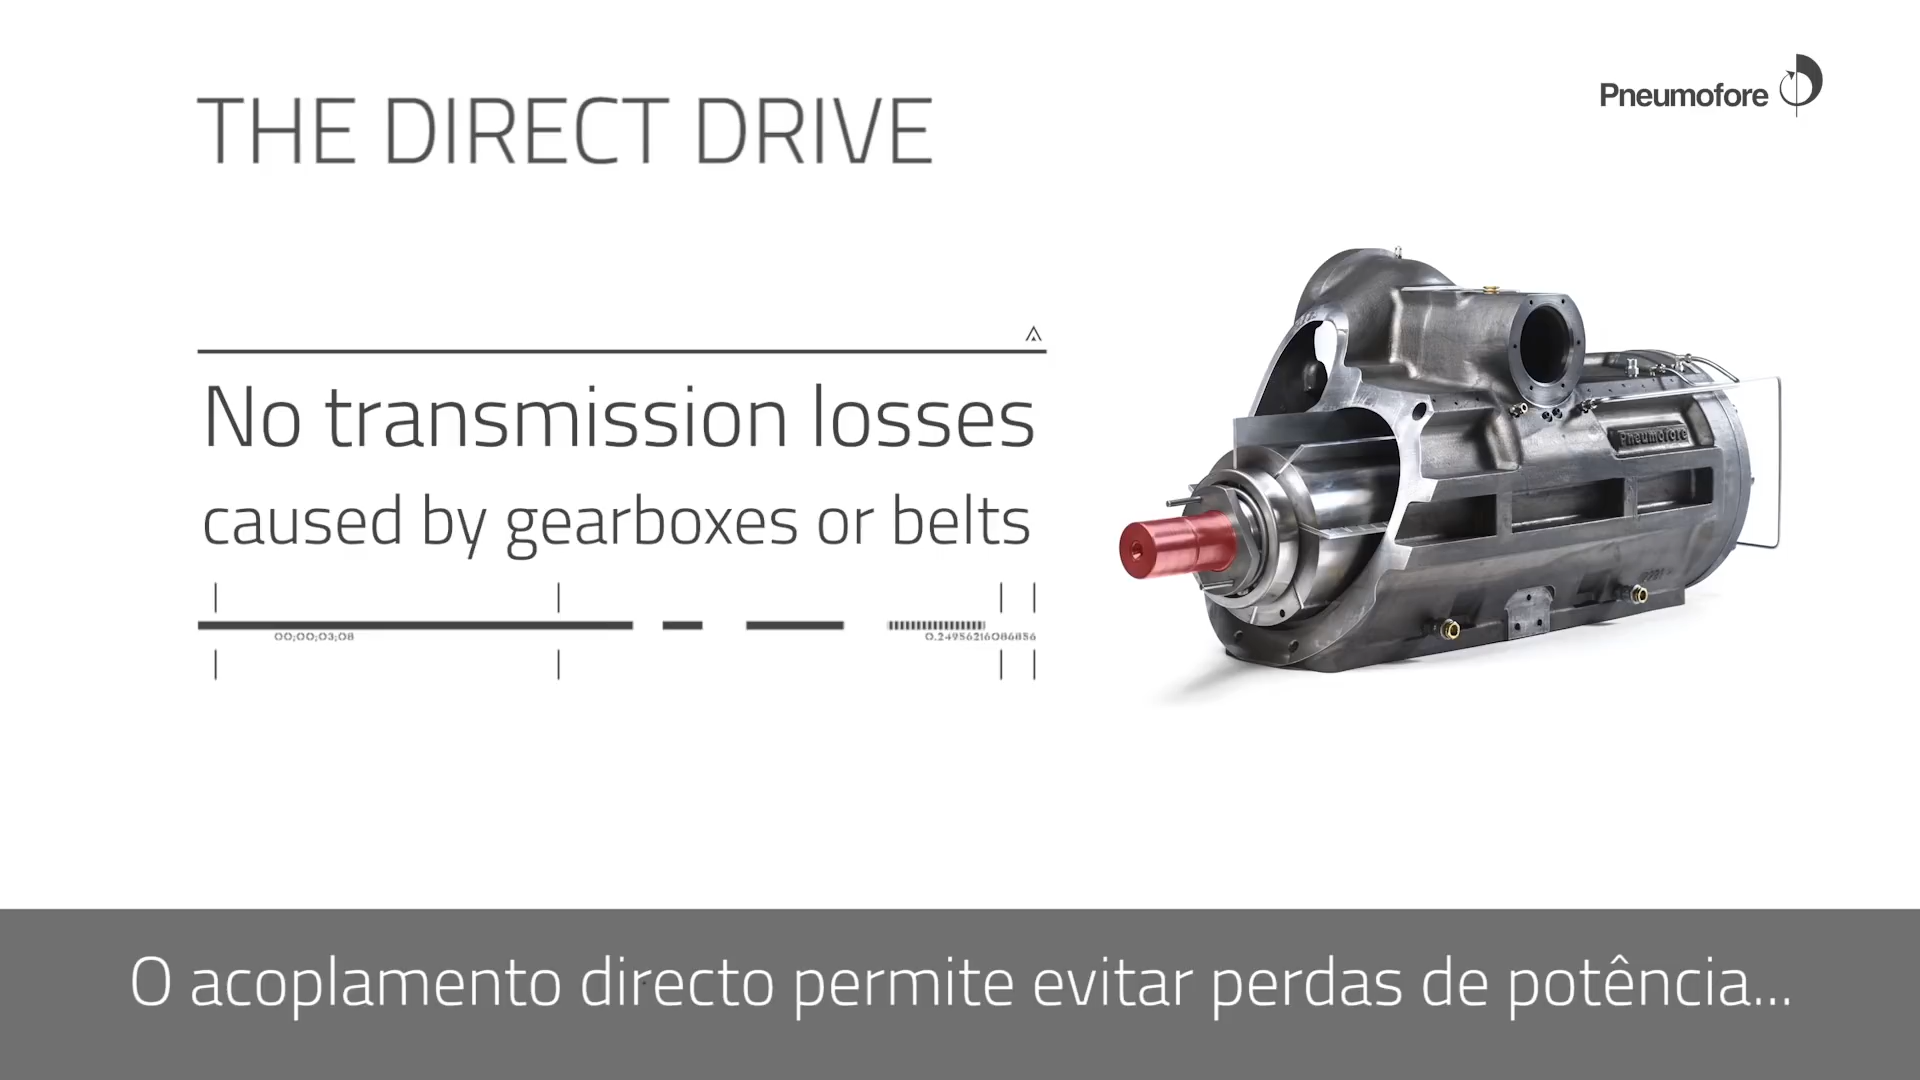 THE DIRECT DRIVE
Pneumofore
No transmission losses
caused by gearboxes or belts
00;00;03;08
0.24956216086856
Pneumofore
O acoplamento directo permite evitar perdas de potência...